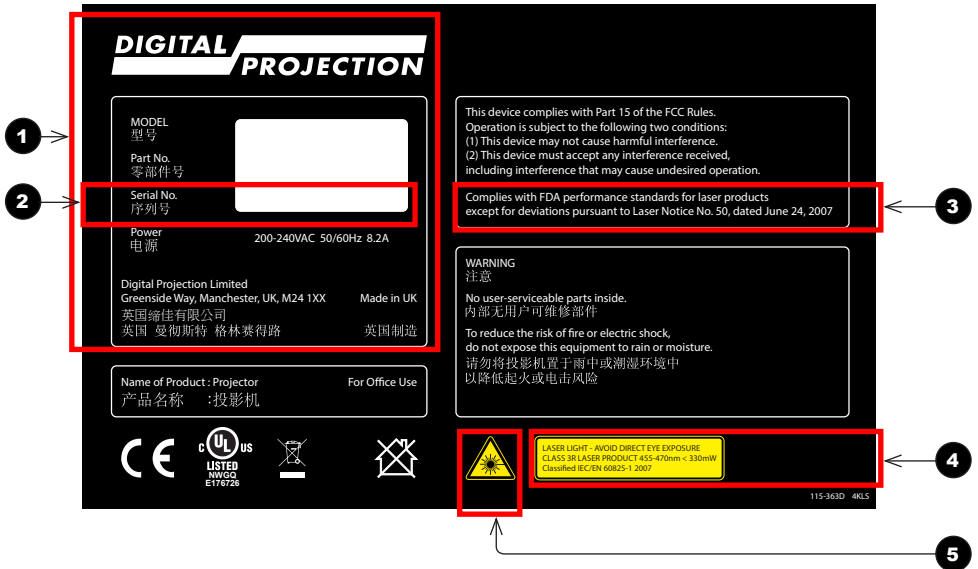 DIGITAL
PROJECTION
MODEL
型号
Part No.
零部件号
Serial No.
序列号
Power
电源
200-240VAC 50/60Hz 8.2A
Digital Projection Limited
Greenside Way, Manchester, UK, M24 1XX Made in UK
英国缔佳有限公司
英国 曼彻斯特 格林赛得路 英国制造
Name of Product : Projector For Office Use
产品名称 :投影机
CE
C UL US
LISTED
NWGQ
E176726
This device complies with Part 15 of the FCC Rules.
Operation is subject to the following two conditions:
(1) This device may not cause harmful interference.
(2) This device must accept any interference received,
including interference that may cause undesired operation.
Complies with FDA performance standards for laser products
except for deviations pursuant to Laser Notice No. 50, dated June 24, 2007
WARNING
注意
No user-serviceable parts inside.
内部无用户可维修部件
To reduce the risk of fire or electric shock,
do not expose this equipment to rain or moisture.
请勿将投影机置于雨中或潮湿环境中
以降低起火或电击风险
LASER LIGHT - AVOID DIRECT EYE EXPOSURE
CLASS 3R LASER PRODUCT 455-470nm < 330mW
Classified IEC/EN 60825-1 2007
115-363D 4KLS
1
2
3
4
5